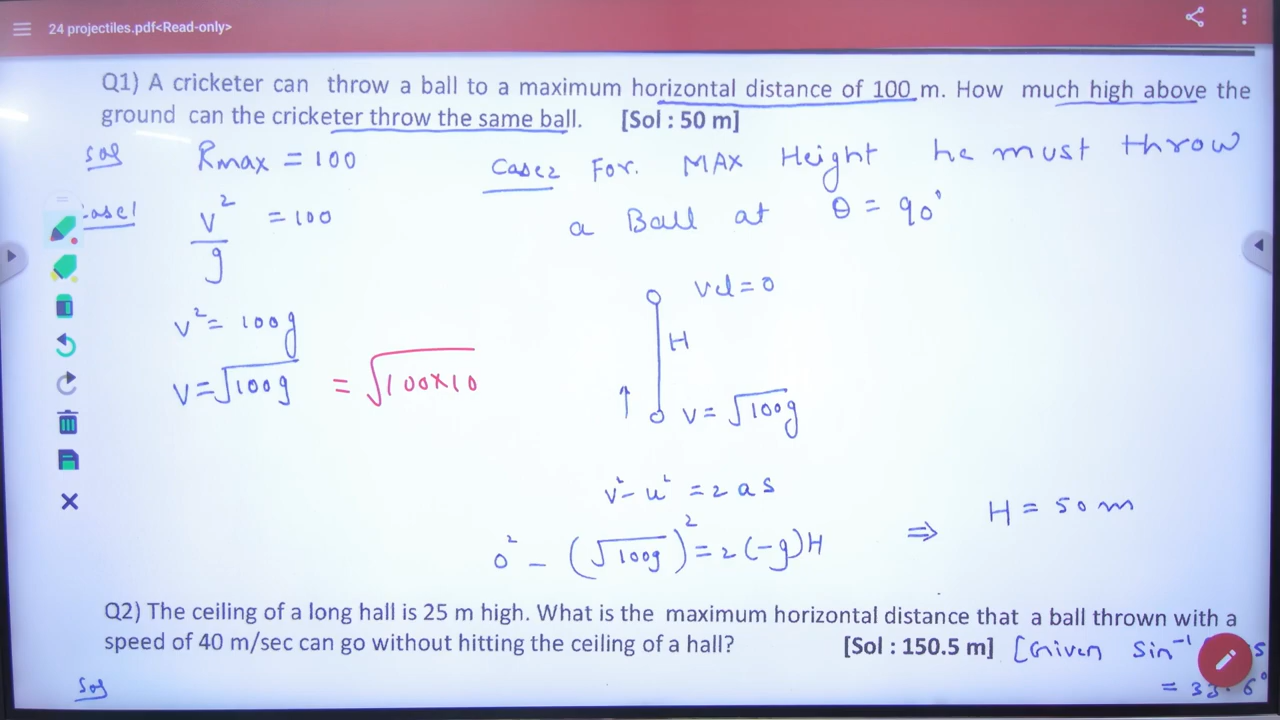 24 projectiles.pdf<Read-only>
Q1) A cricketer can throw a ball to a maximum horizontal distance of 100 m. How much high above the
ground can the cricketer throw the same ball. [Sol : 50 m]
Sol
Rmax = 100
Case2 For. MAX Height he must throw
a Ball at θ = 90°
case1
v²/g = 100
v² = 100g
v = √100g = √100×10
vel = 0
H
↑ v = √100g
v² - u² = 2 a s
0² - (√100g)² = 2 (-g) H ⇒ H = 50 m
Q2) The ceiling of a long hall is 25 m high. What is the maximum horizontal distance that a ball thrown with a
speed of 40 m/sec can go without hitting the ceiling of a hall? [Sol : 150.5 m] [Given Sin⁻¹
Sol